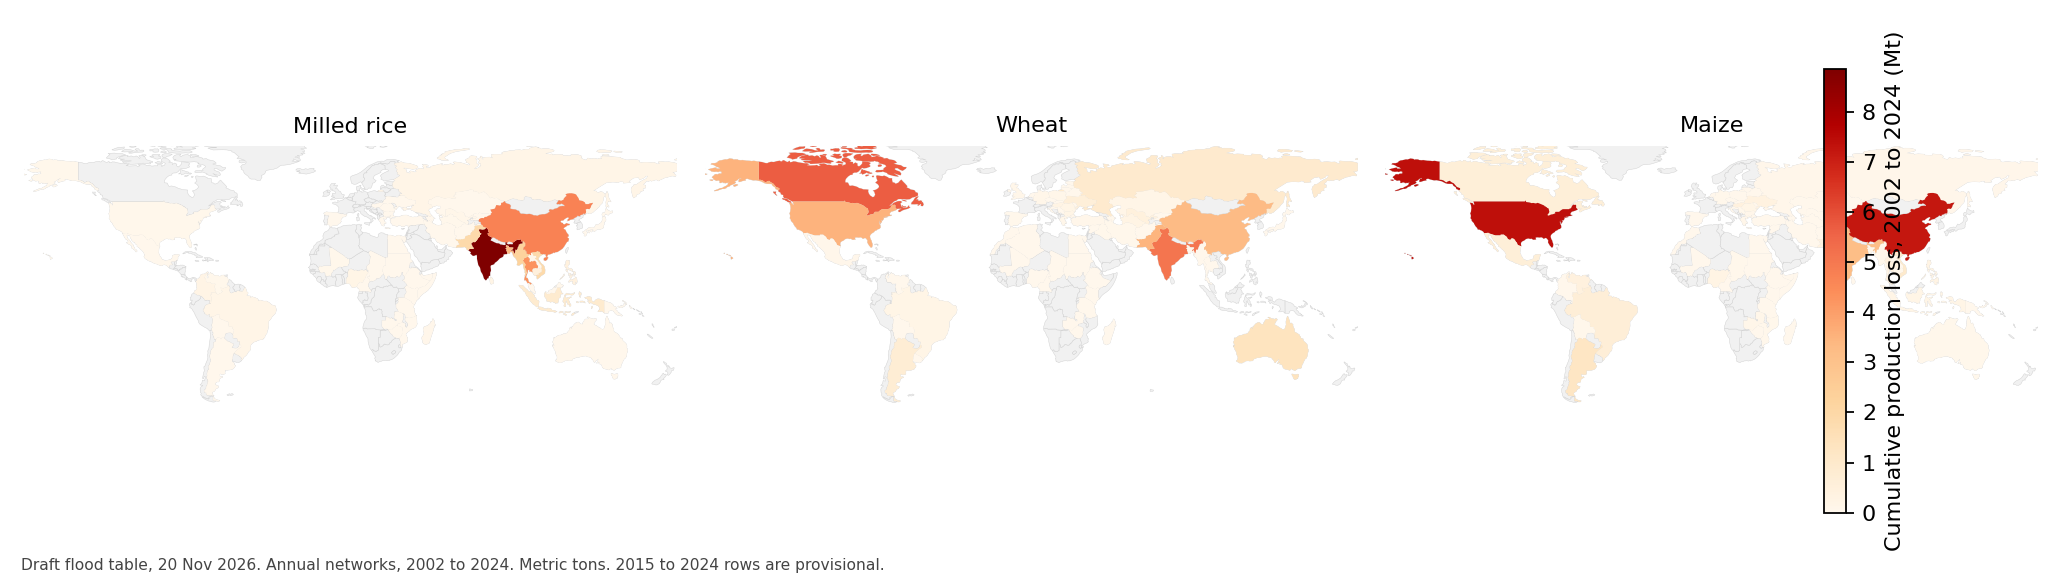 Milled rice
Wheat
Maize
8
7
6
5
4
3
2
1
0
Cumulative production loss, 2002 to 2024 (Mt)
Draft flood table, 20 Nov 2026. Annual networks, 2002 to 2024. Metric tons. 2015 to 2024 rows are provisional.